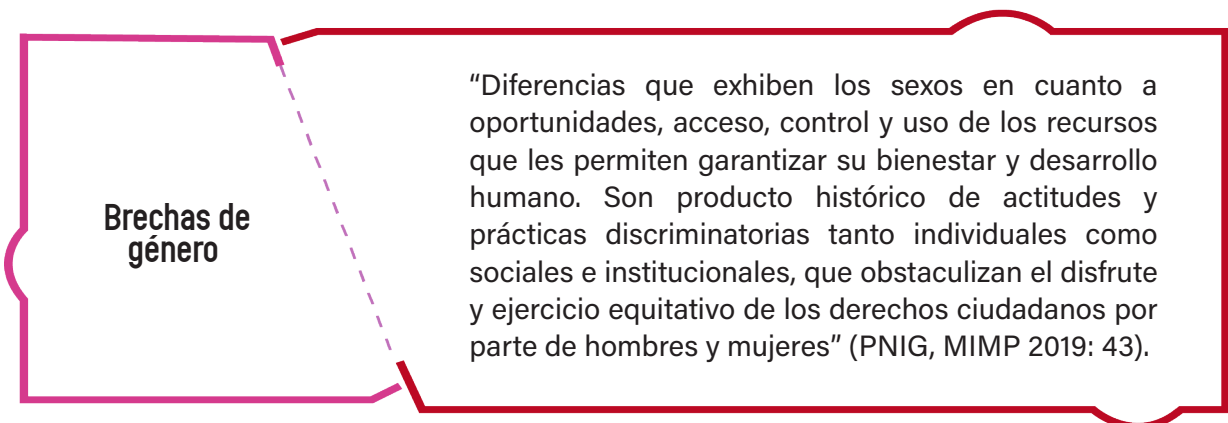 Brechas de
género
“Diferencias que exhiben los sexos en cuanto a
oportunidades, acceso, control y uso de los recursos
que les permiten garantizar su bienestar y desarrollo
humano. Son producto histórico de actitudes y
prácticas discriminatorias tanto individuales como
sociales e institucionales, que obstaculizan el disfrute
y ejercicio equitativo de los derechos ciudadanos por
parte de hombres y mujeres” (PNIG, MIMP 2019: 43).